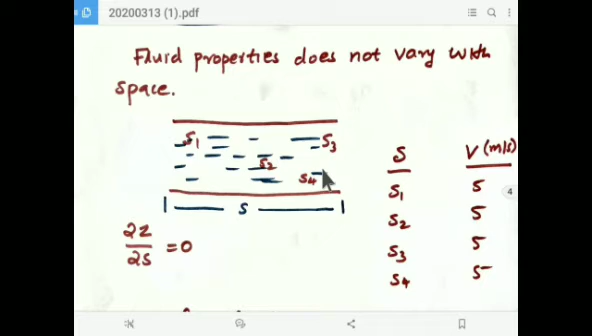 20200313 (1).pdf
Fluid properties does not vary with
space.
S1
S3
S2
S4
S
∂z
∂s
=0
S V (m/s)
S1 5
S2 5
S3 5
S4 5
4